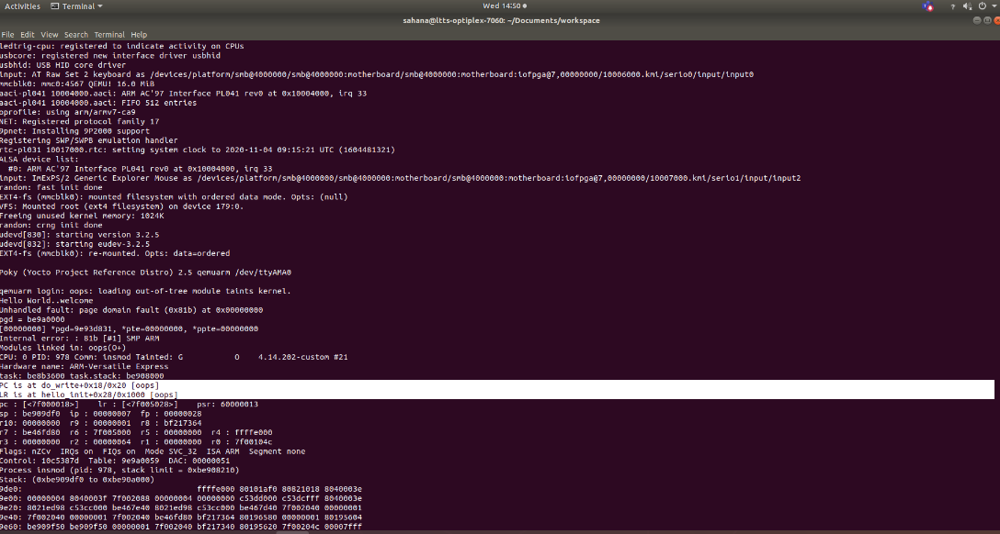 Activities Terminal Wed 14:50
sahana@ltts-optiplex-7060: ~/Documents/workspace
File Edit View Search Terminal Help
ledtrig-cpu: registered to indicate activity on CPUs
usbcore: registered new interface driver usbhid
usbhid: USB HID core driver
input: AT Raw Set 2 keyboard as /devices/platform/smb@4000000/smb@4000000:motherboard/smb@4000000:motherboard:iofpga@7,00000000/10006000.kmi/serio0/input/input0
mmcblk0: mmc0:4567 QEMU! 16.0 MiB
aaci-pl041 10004000.aaci: ARM AC'97 Interface PL041 rev0 at 0x10004000, irq 33
aaci-pl041 10004000.aaci: FIFO 512 entries
oprofile: using arm/armv7-ca9
NET: Registered protocol family 17
9pnet: Installing 9P2000 support
Registering SWP/SWPB emulation handler
rtc-pl031 10017000.rtc: setting system clock to 2020-11-04 09:15:21 UTC (1604481321)
ALSA device list:
#0: ARM AC'97 Interface PL041 rev0 at 0x10004000, irq 33
input: ImExPS/2 Generic Explorer Mouse as /devices/platform/smb@4000000/smb@4000000:motherboard/smb@4000000:motherboard:iofpga@7,00000000/10007000.kmi/serio1/input/input2
random: fast init done
EXT4-fs (mmcblk0): mounted filesystem with ordered data mode. Opts: (null)
VFS: Mounted root (ext4 filesystem) on device 179:0.
Freeing unused kernel memory: 1024K
random: crng init done
udevd[830]: starting version 3.2.5
udevd[832]: starting eudev-3.2.5
EXT4-fs (mmcblk0): re-mounted. Opts: data=ordered
Poky (Yocto Project Reference Distro) 2.5 qemuarm /dev/ttyAMA0
qemuarm login: oops: loading out-of-tree module taints kernel.
Hello World..welcome
Unhandled fault: page domain fault (0x81b) at 0x00000000
pgd = be9a0000
[00000000] *pgd=9e93d831, *pte=00000000, *ppte=00000000
Internal error: : 81b [#1] SMP ARM
Modules linked in: oops(O+)
CPU: 0 PID: 978 Comm: insmod Tainted: G O 4.14.202-custom #21
Hardware name: ARM-Versatile Express
task: be8b3600 task.stack: be908000
PC is at do_write+0x18/0x20 [oops]
LR is at hello_init+0x28/0x1000 [oops]
pc : [<7f000018>] lr : [<7f005028>] psr: 60000013
sp : be909df0 ip : 00000007 fp : 00000028
r10: 00000000 r9 : 00000001 r8 : bf217364
r7 : be46fd80 r6 : 7f005000 r5 : 00000000 r4 : ffffe000
r3 : 00000000 r2 : 00000064 r1 : 00000000 r0 : 7f00104c
Flags: nZCv IRQs on FIQs on Mode SVC_32 ISA ARM Segment none
Control: 10c5387d Table: 9e9a0059 DAC: 00000051
Process insmod (pid: 978, stack limit = 0xbe908210)
Stack: (0xbe909df0 to 0xbe90a000)
9de0: ffffe000 80101af0 80821018 8040003e
9e00: 00000004 8040003f 7f002088 00000004 00000000 c53dd000 c53dcfff 8040003e
9e20: 8021ed98 c53cc000 be467e40 8021ed98 c53cc000 be467d40 7f002040 00000001
9e40: 7f002040 00000001 7f002040 be46fd80 bf217364 80196580 00000001 80195604
9e60: be909f50 be909f50 00000001 7f002040 bf217340 80195620 7f00204c 00007fff